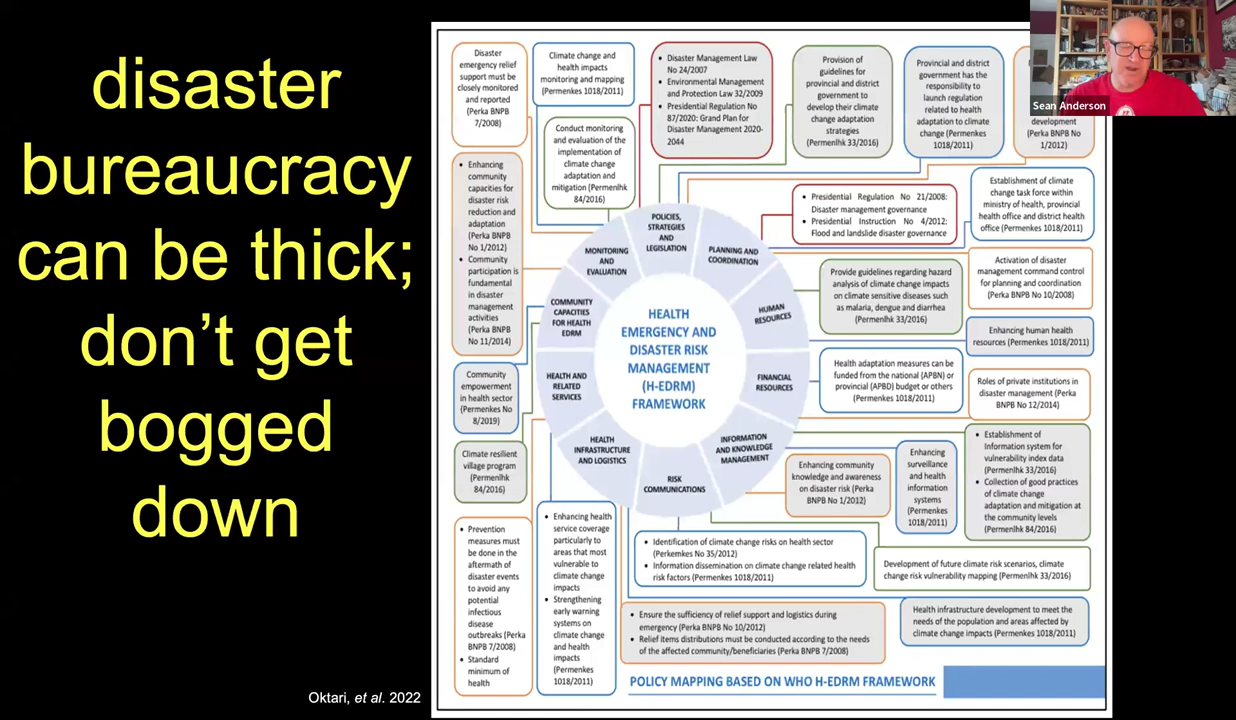 disaster
bureaucracy
can be thick;
don't get
bogged
down
Oktari, et al. 2022
Sean Anderson
Disaster
emergency relief
support must be
closely monitored
and reported
(Perka BNPB
7/2008)
Climate change and
health impacts
monitoring and mapping
(Permenkes 1018/2011)
Conduct monitoring
and evaluation of the
implementation of
climate change
adaptation and
mitigation (Permenlhk
84/2016)
• Disaster Management Law
No 24/2007
• Environmental Management
and Protection Law 32/2009
• Presidential Regulation No
87/2020: Grand Plan for
Disaster Management 2020-
2044
Provision of
guidelines for
provincial and district
government to
develop their climate
change adaptation
strategies
(Permenlhk 33/2016)
Provincial and district
government has the
responsibility to
launch regulation
related to health
adaptation to climate
change (Permenkes
1018/2011)
development
(Perka BNPB No
1/2012)
• Enhancing
community
capacities for
disaster risk
reduction and
adaptation
(Perka BNPB
No 1/2012)
• Community
participation is
fundamental
in disaster
management
activities
(Perka BNPB
No 11/2014)
• Presidential Regulation No 21/2008:
Disaster management governance
• Presidential Instruction No 4/2012:
Flood and landslide disaster governance
Establishment of climate
change task force within
ministry of health, provincial
health office and district health
office (Permenkes 1018/2011)
Activation of disaster
management command control
for planning and coordination
(Perka BNPB No 10/2008)
Provide guidelines regarding hazard
analysis of climate change impacts
on climate sensitive diseases such
as malaria, dengue and diarrhea
(Permenlhk 33/2016)
Enhancing human health
resources (Permenkes 1018/2011)
Health adaptation measures can be
funded from the national (APBN) or
provincial (APBD) budget or others
(Permenkes 1018/2011)
Roles of private institutions in
disaster management (Perka
BNPB No 12/2014)
POLICIES,
STRATEGIES
AND
LEGISLATION
PLANNING AND
COORDINATION
HUMAN
RESOURCES
FINANCIAL
RESOURCES
INFORMATION
AND KNOWLEDGE
MANAGEMENT
RISK
COMMUNICATIONS
HEALTH
INFRASTRUCTURE
AND LOGISTICS
HEALTH AND
RELATED
SERVICES
COMMUNITY
CAPACITIES
FOR HEALTH
EDRM
MONITORING
AND
EVALUATION
HEALTH
EMERGENCY AND
DISASTER RISK
MANAGEMENT
(H-EDRM)
FRAMEWORK
Community
empowerment
in health sector
(Permenkes No
8/2019)
Climate resilient
village program
(Permenlhk
84/2016)
Enhancing community
knowledge and awareness
on disaster risk (Perka
BNPB No 1/2012)
Enhancing
surveillance
and health
information
systems
(Permenkes
1018/2011)
• Establishment of
Information system for
vulnerability index data
(Permenlhk 33/2016)
• Collection of good practices
of climate change
adaptation and mitigation at
the community levels
(Permenlhk 84/2016)
• Prevention
measures must
be done in the
aftermath of
disaster events
to avoid any
potential
infectious
disease
outbreaks (Perka
BNPB 7/2008)
• Standard
minimum of
health
• Enhancing health
service coverage
particularly to
areas that most
vulnerable to
climate change
impacts
• Strengthening
early warning
systems on
climate change
and health
impacts
(Permenkes
1018/2011)
• Identification of climate change risks on health sector
(Perkemkes No 35/2012)
• Information dissemination on climate change related health
risk factors (Permenkes 1018/2011)
Development of future climate risk scenarios, climate
change risk vulnerability mapping (Permenlhk 33/2016)
• Ensure the sufficiency of relief support and logistics during
emergency (Perka BNPB No 10/2012)
• Relief items distributions must be conducted according to the needs
of the affected community/beneficiaries (Perka BNPB 7/2008)
Health infrastructure development to meet the
needs of the population and areas affected by
climate change impacts (Permenkes 1018/2011)
POLICY MAPPING BASED ON WHO H-EDRM FRAMEWORK